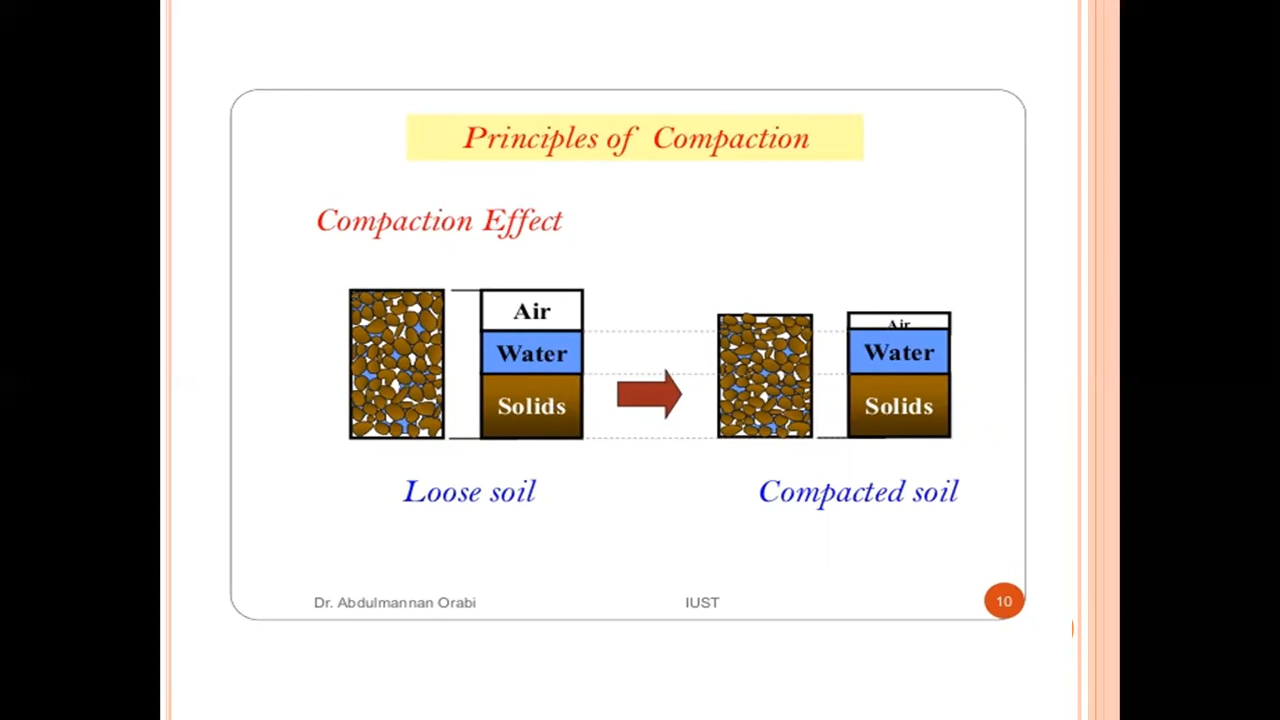 Principles of Compaction
Compaction Effect
Air
Water
Solids
Air
Water
Solids
Loose soil
Compacted soil
Dr. Abdulmannan Orabi
IUST
10